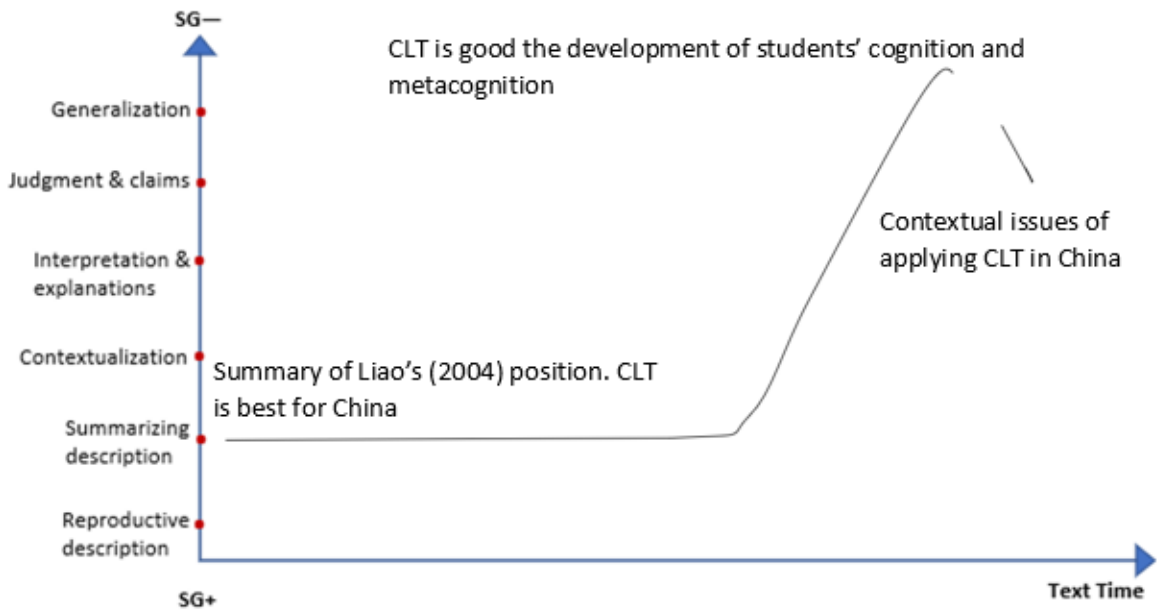 SG—
CLT is good the development of students' cognition and
metacognition
Generalization
Judgment & claims
Contextual issues of
applying CLT in China
Interpretation &
explanations
Contextualization
Summary of Liao's (2004) position. CLT
is best for China
Summarizing
description
Reproductive
description
Text Time
SG+